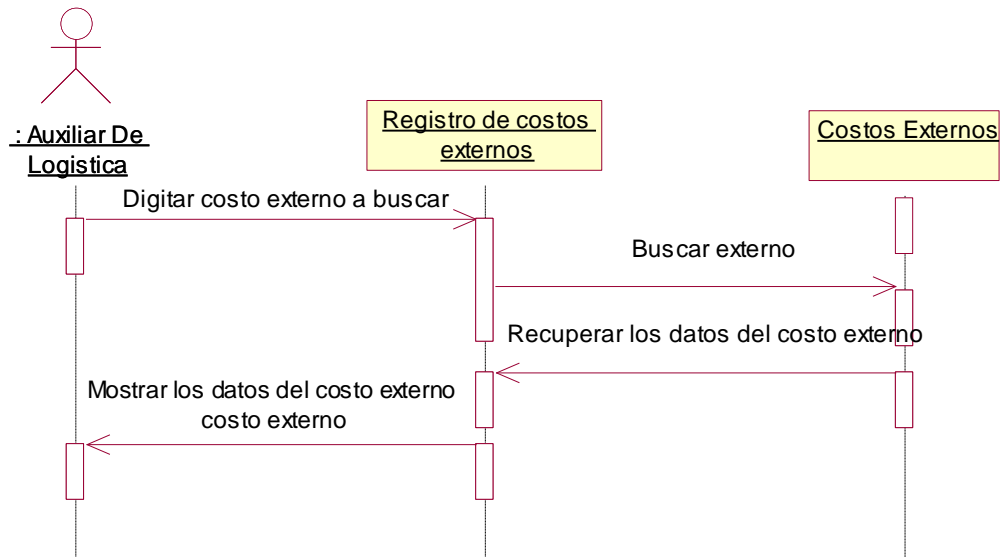 : Auxiliar De
Logistica
Registro de costos
externos
Costos Externos
Digitar costo externo a buscar
Buscar externo
Recuperar los datos del costo externo
Mostrar los datos del costo externo
costo externo